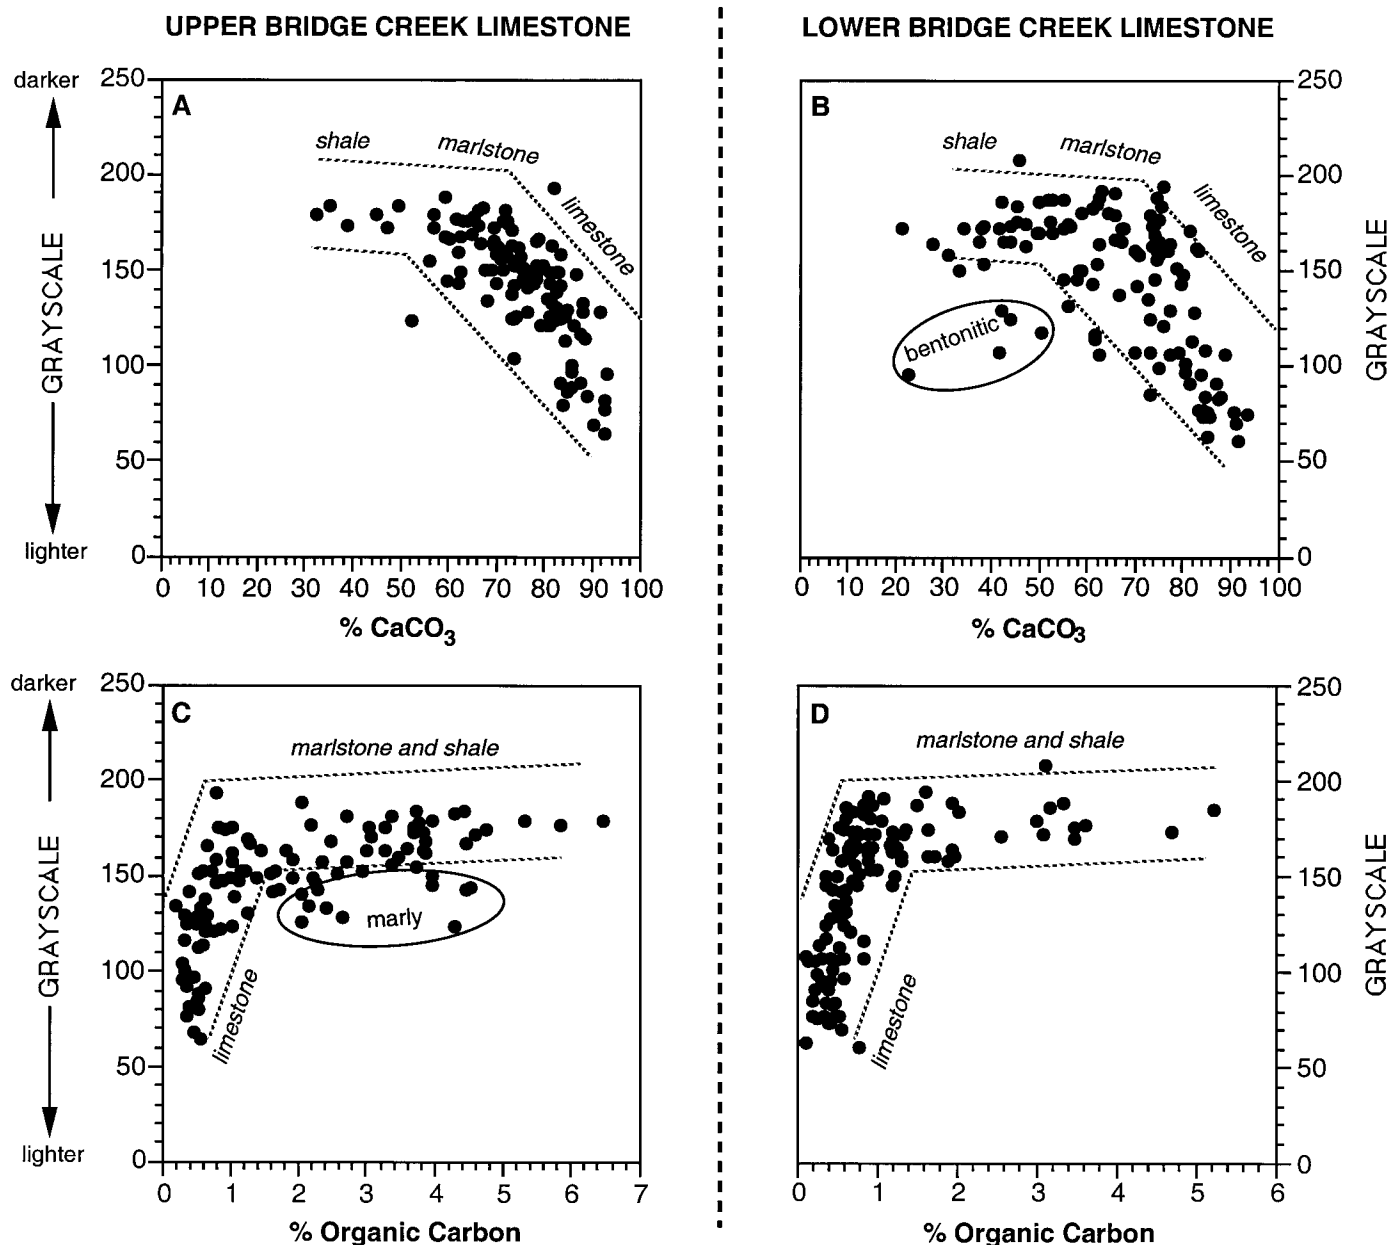 UPPER BRIDGE CREEK LIMESTONE
LOWER BRIDGE CREEK LIMESTONE
darker
GRAYSCALE
lighter
A
shale
marlstone
limestone
250
200
150
100
50
0
0 10 20 30 40 50 60 70 80 90 100
% CaCO₃
B
shale
marlstone
limestone
bentonitic
250
200
150
100
50
0
GRAYSCALE
0 10 20 30 40 50 60 70 80 90 100
% CaCO₃
darker
GRAYSCALE
lighter
C
marlstone and shale
marly
limestone
250
200
150
100
50
0
0 1 2 3 4 5 6 7
% Organic Carbon
D
marlstone and shale
limestone
250
200
150
100
50
0
GRAYSCALE
0 1 2 3 4 5 6
% Organic Carbon